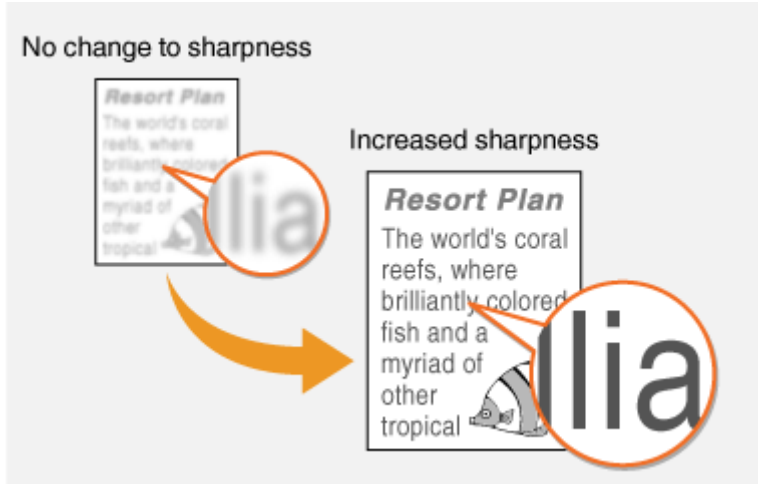 No change to sharpness
Resort Plan
The world's coral
reefs, where
brilliantly colored
fish and a
myriad of
other
tropical
llia
Increased sharpness
Resort Plan
The world's coral
reefs, where
brilliantly colored
fish and a
myriad of
other
tropical
llia